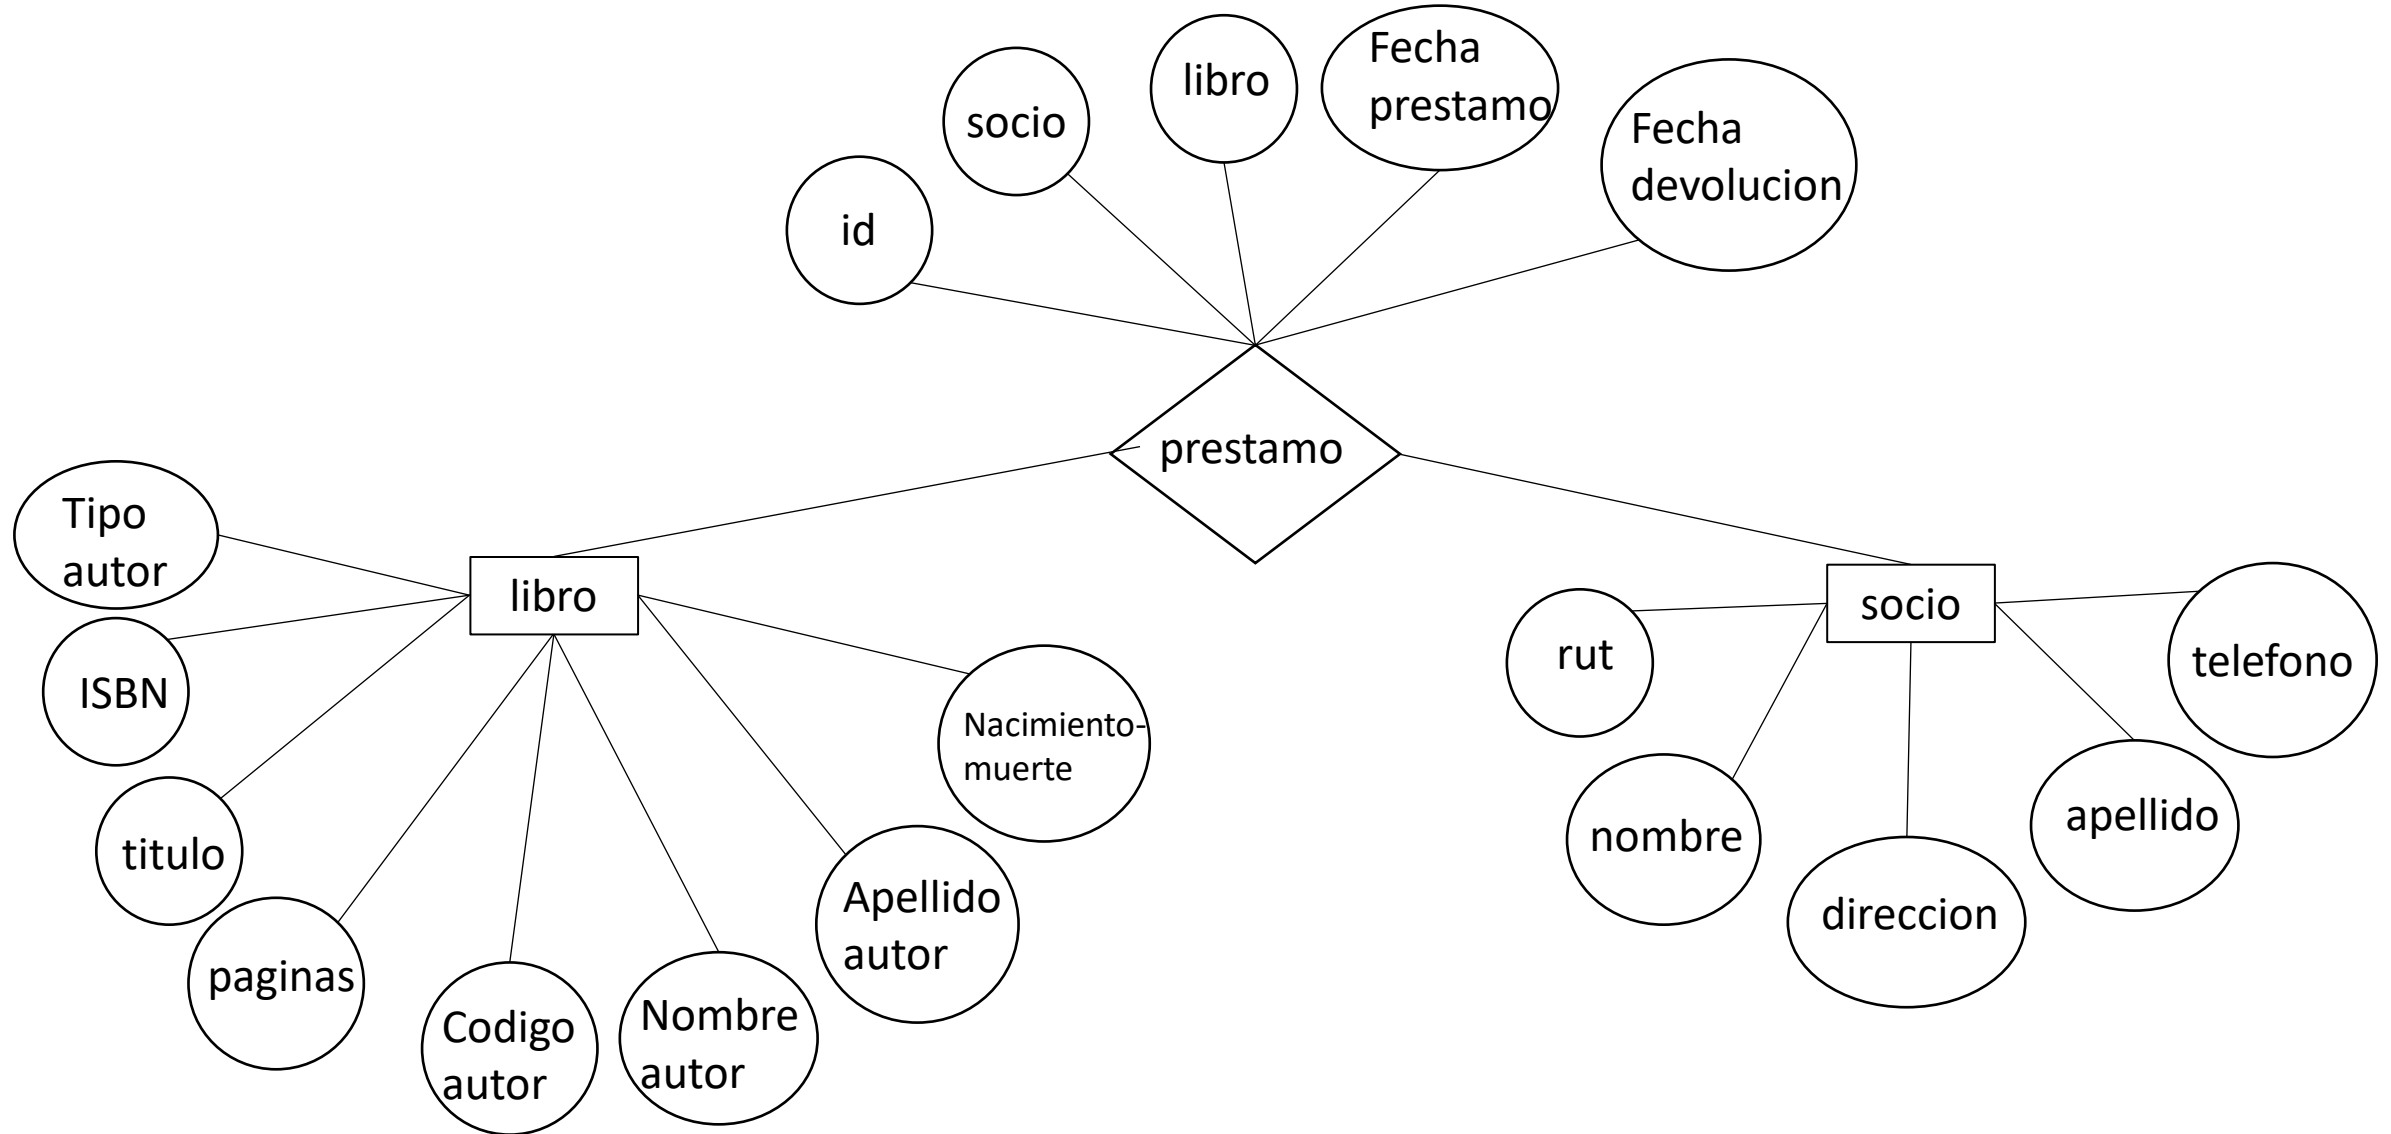 Fecha
prestamo
libro
socio
Fecha
devolucion
id
prestamo
Tipo
autor
libro
socio
rut
telefono
ISBN
Nacimiento-
muerte
titulo
nombre
apellido
direccion
Apellido
autor
paginas
Codigo
autor
Nombre
autor